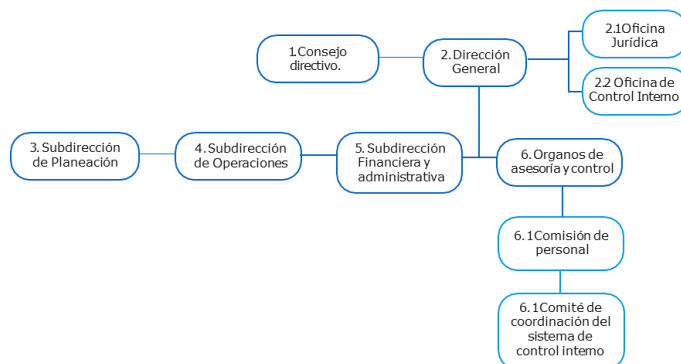 1.Consejo
directivo.
2.Dirección
General
2.1Oficina
Jurídica
2.2 Oficina de
Control Interno
3.Subdirección
de Planeación
4.Subdirección
de Operaciones
5.Subdirección
Financiera y
administrativa
6.Organos de
asesoría y control
6.1Comisión de
personal
6.1Comité de
coordinación del
sistema de
control interno